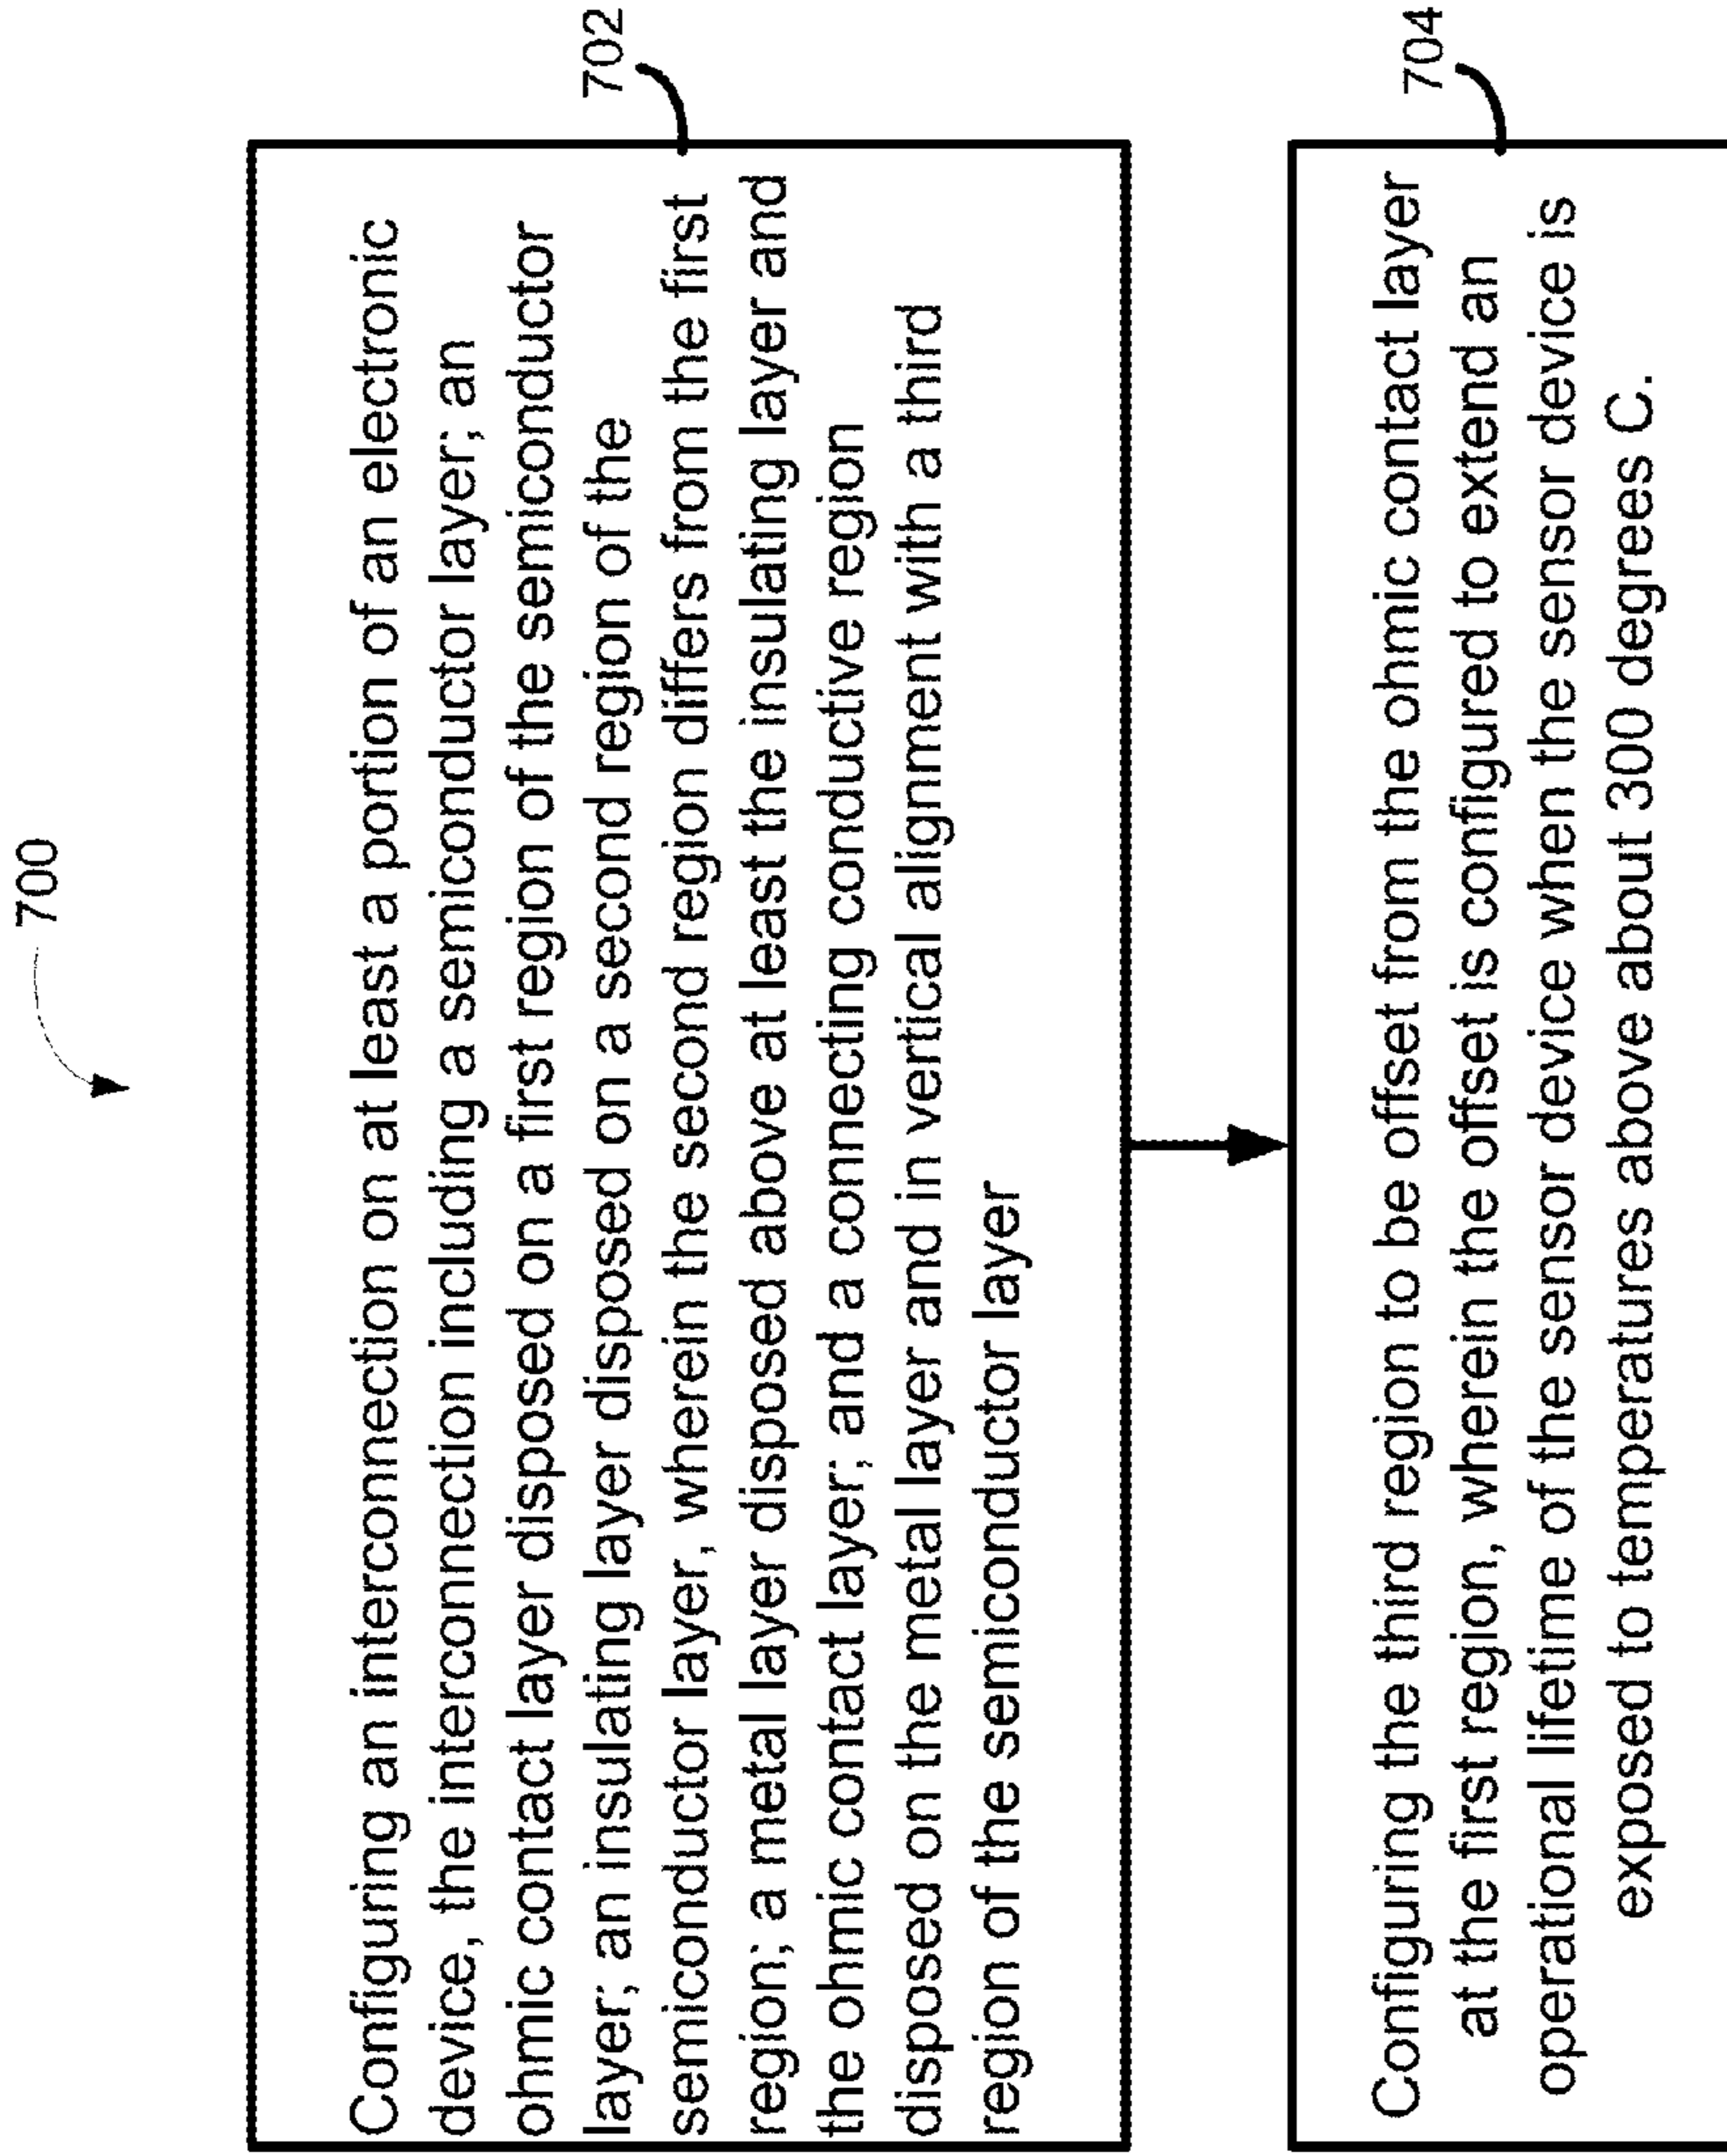 700
Configuring an interconnection on at least a portion of an electronic
device, the interconnection including a semiconductor layer; an
ohmic contact layer disposed on a first region of the semiconductor
layer; an insulating layer disposed on a second region of the
semiconductor layer, wherein the second region differs from the first
region; a metal layer disposed above at least the insulating layer and
the ohmic contact layer; and a connecting conductive region
disposed on the metal layer and in vertical alignment with a third
region of the semiconductor layer
702
Configuring the third region to be offset from the ohmic contact layer
at the first region, wherein the offset is configured to extend an
operational lifetime of the sensor device when the sensor device is
exposed to temperatures above about 300 degrees C.
704